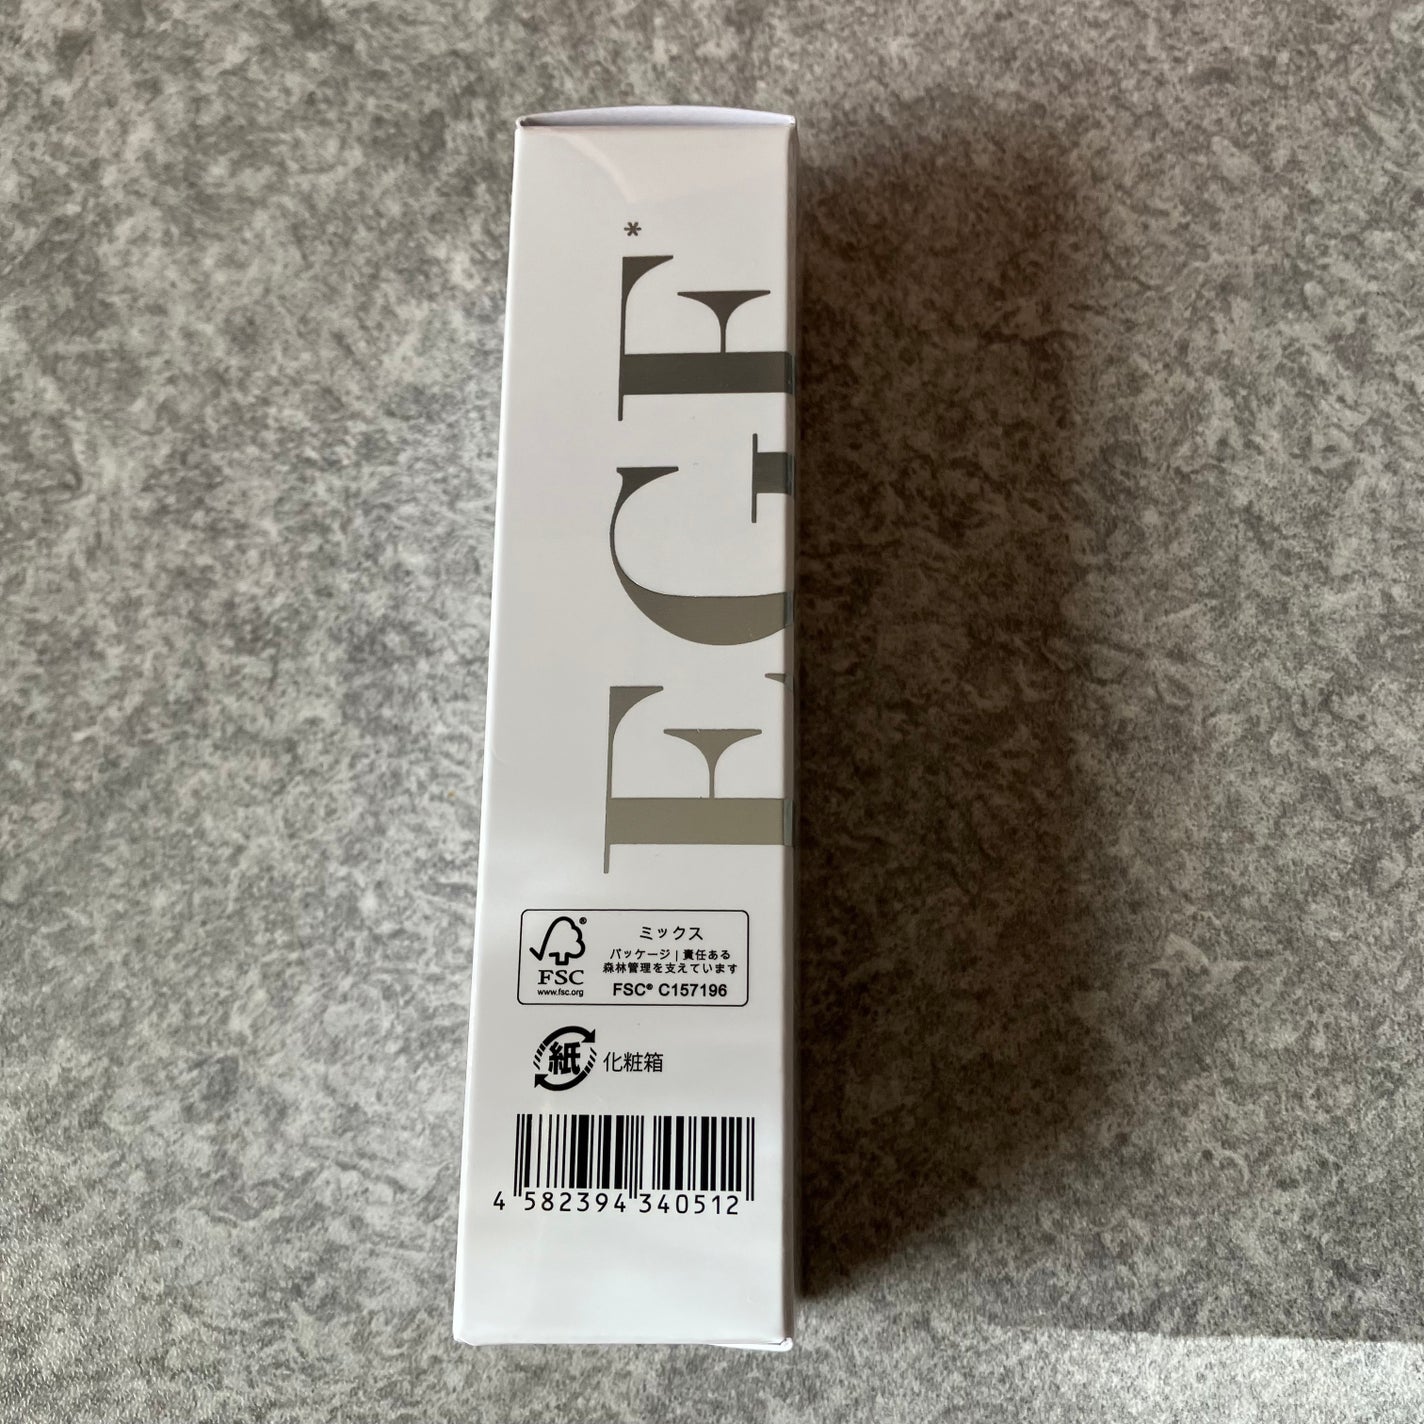 EGF*
ミックス
パッケージ | 責任ある
森林管理を支えています
FSC® C157196
FSC
www.fsc.org
紙 化粧箱
4 582394 340512